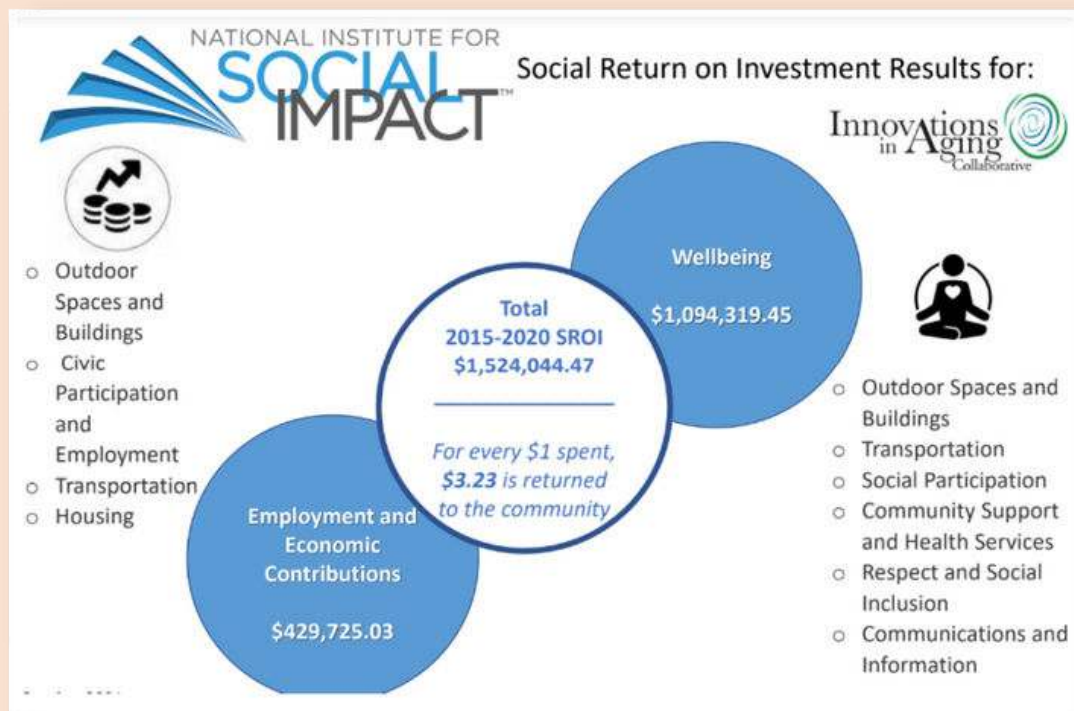 NATIONAL INSTITUTE FOR
SOCIAL
IMPACT™
Social Return on Investment Results for:
InnovAtions
in Aging
Collaborative
Outdoor
Spaces and
Buildings
Civic
Participation
and
Employment
Transportation
Housing
Wellbeing
$1,094,319.45
Total
2015-2020 SROI
$1,524,044.47
For every $1 spent,
$3.23 is returned
to the community
Employment and
Economic
Contributions
$429,725.03
Outdoor Spaces and
Buildings
Transportation
Social Participation
Community Support
and Health Services
Respect and Social
Inclusion
Communications and
Information